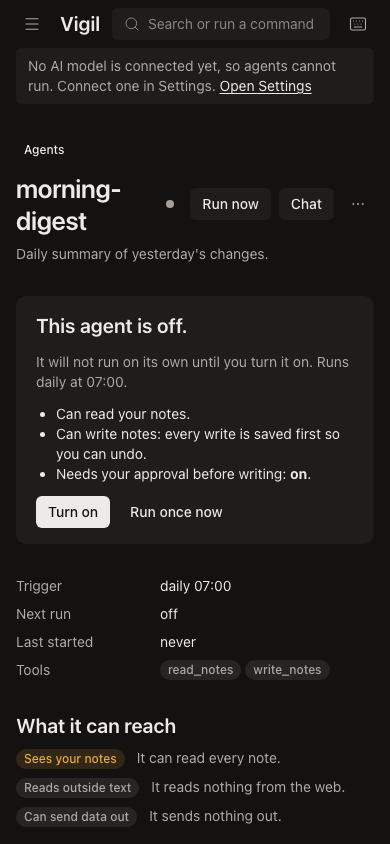 Vigil
Search or run a command
No AI model is connected yet, so agents cannot
run. Connect one in Settings. Open Settings
Agents
morning-
digest
Run now
Chat
Daily summary of yesterday's changes.
This agent is off.
It will not run on its own until you turn it on. Runs
daily at 07:00.
Can read your notes.
Can write notes: every write is saved first so
you can undo.
Needs your approval before writing: on.
Turn on
Run once now
Trigger daily 07:00
Next run off
Last started never
Tools read_notes write_notes
What it can reach
Sees your notes It can read every note.
Reads outside text It reads nothing from the web.
Can send data out It sends nothing out.